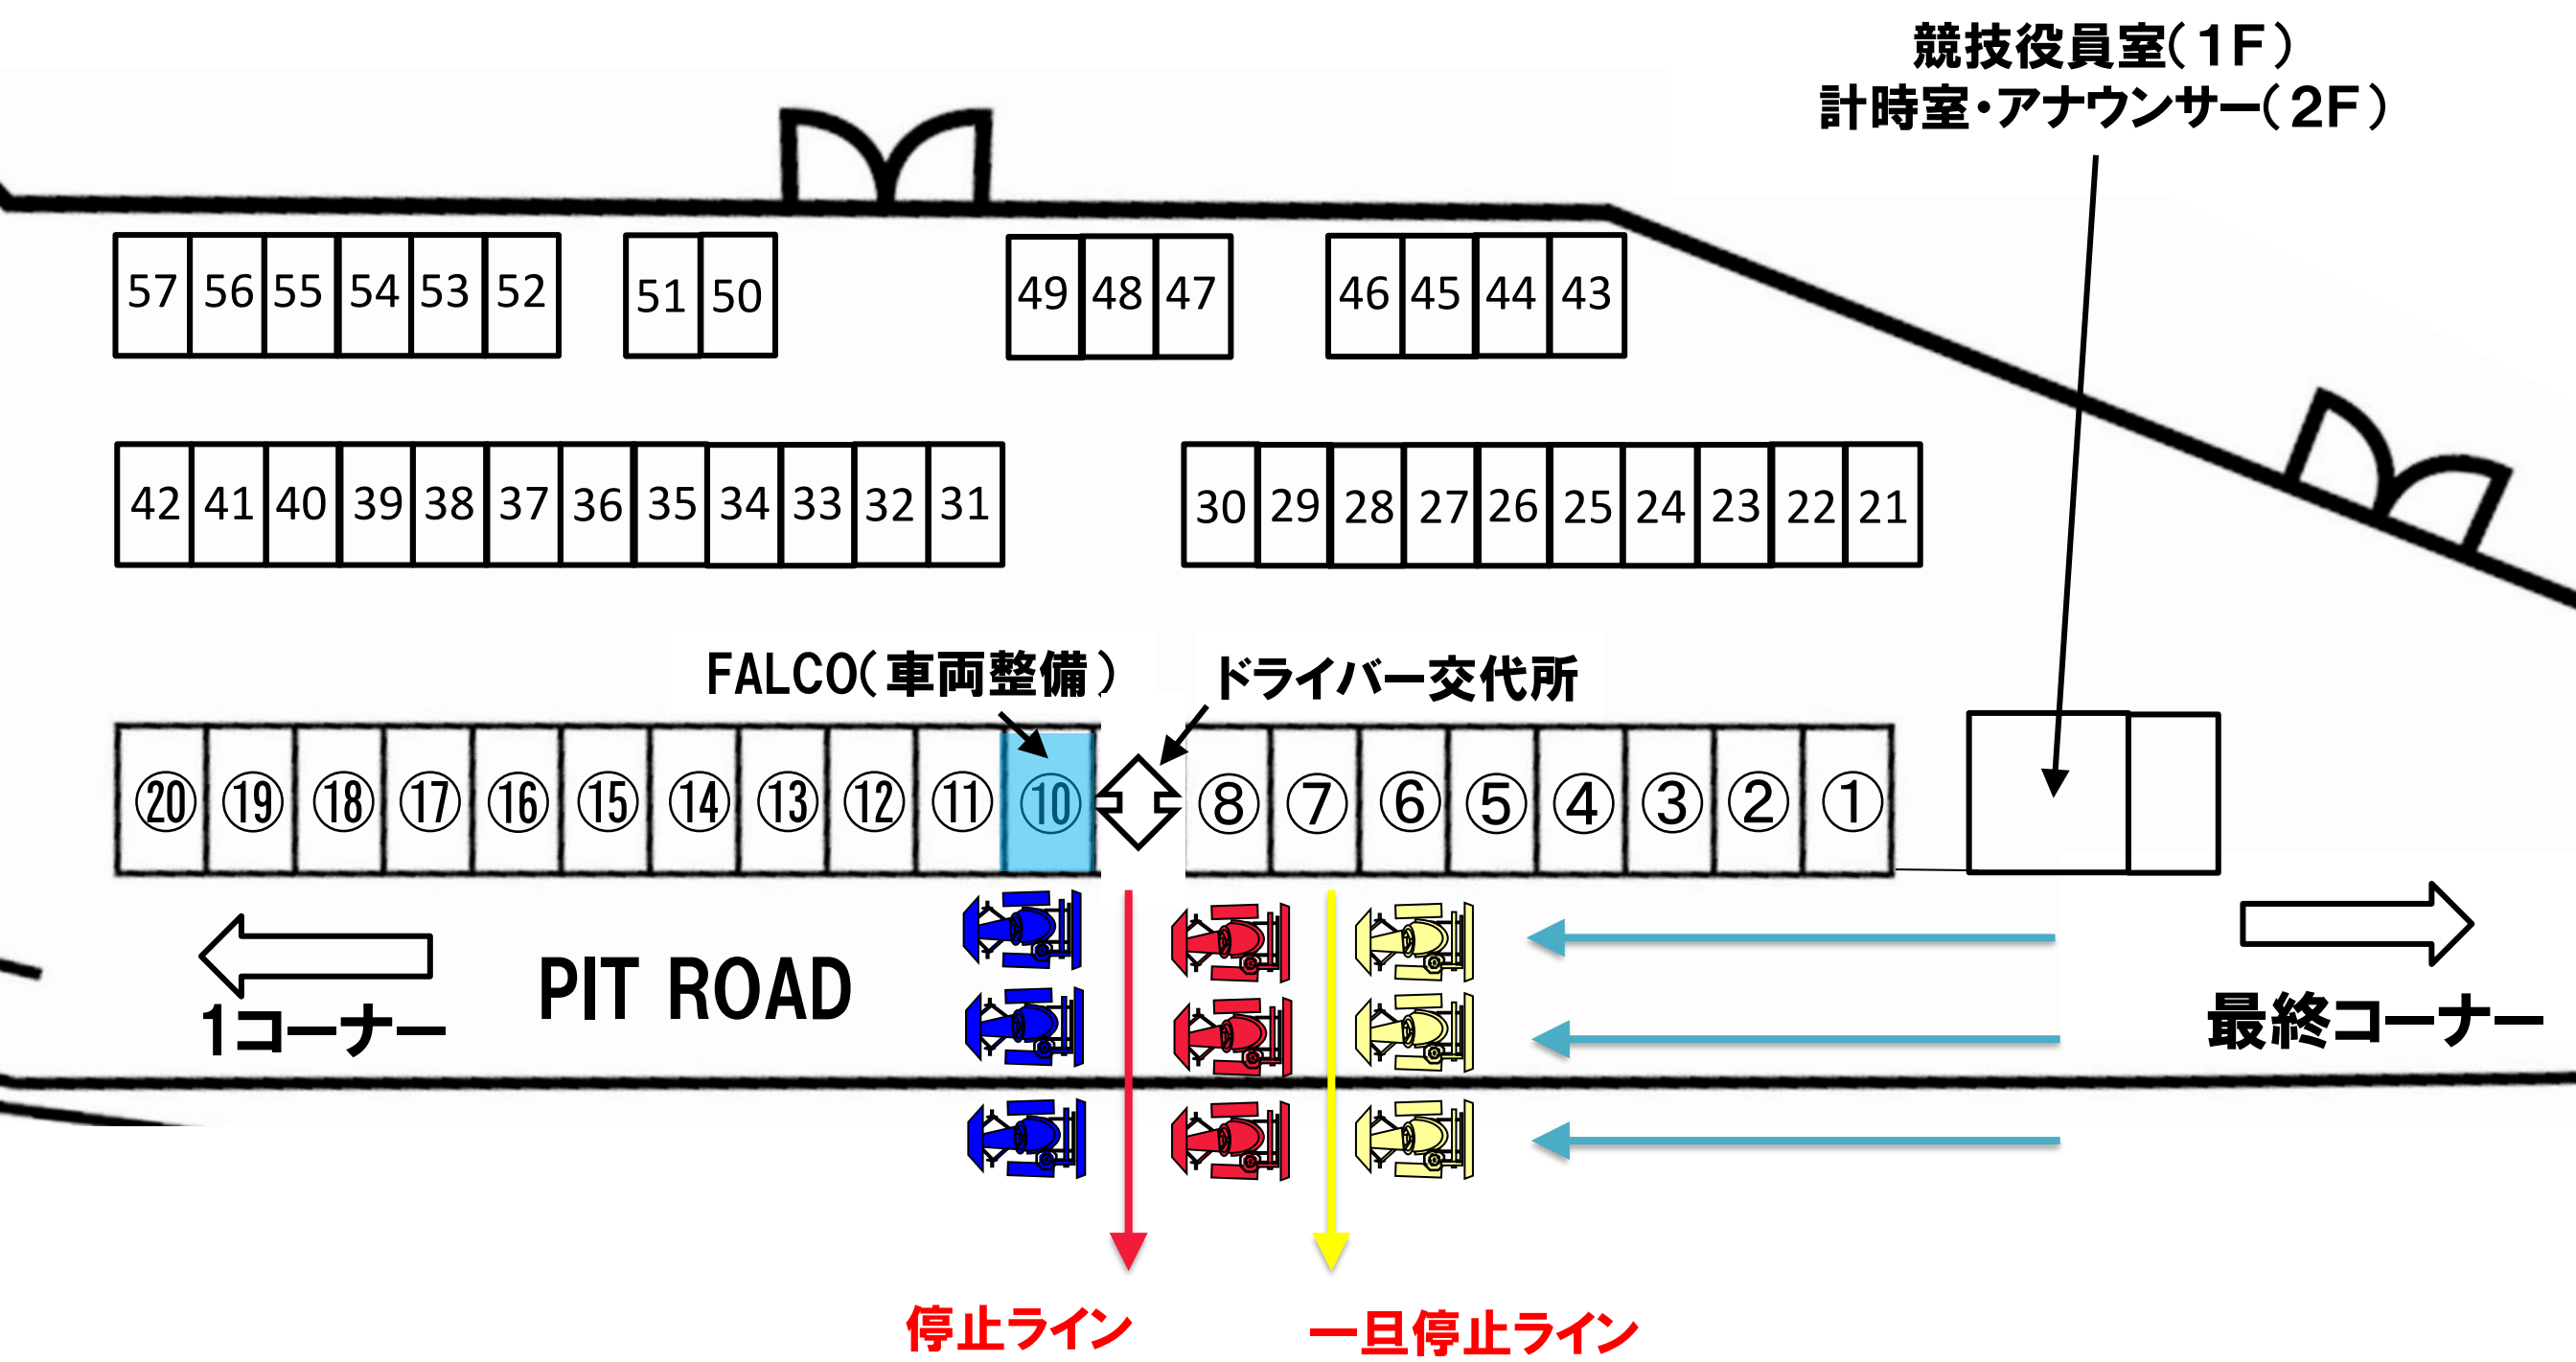 競技役員室(1F)
計時室・アナウンサー(2F)
57 56 55 54 53 52 51 50 49 48 47 46 45 44 43
42 41 40 39 38 37 36 35 34 33 32 31 30 29 28 27 26 25 24 23 22 21
FALCO(車両整備) ドライバー交代所
⑳ ⑲ ⑱ ⑰ ⑯ ⑮ ⑭ ⑬ ⑫ ⑪ ⑩ ⑧ ⑦ ⑥ ⑤ ④ ③ ② ①
PIT ROAD
1コーナー 最終コーナー
停止ライン 一旦停止ライン